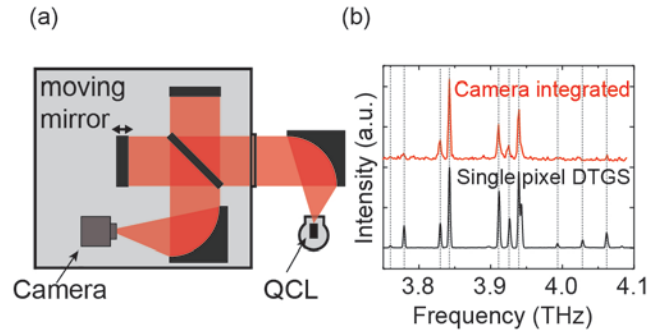 (a)
moving
mirror
Camera
QCL
(b)
Intensity (a.u.)
Camera integrated
Single pixel DTGS
3.8
3.9
4.0
4.1
Frequency (THz)